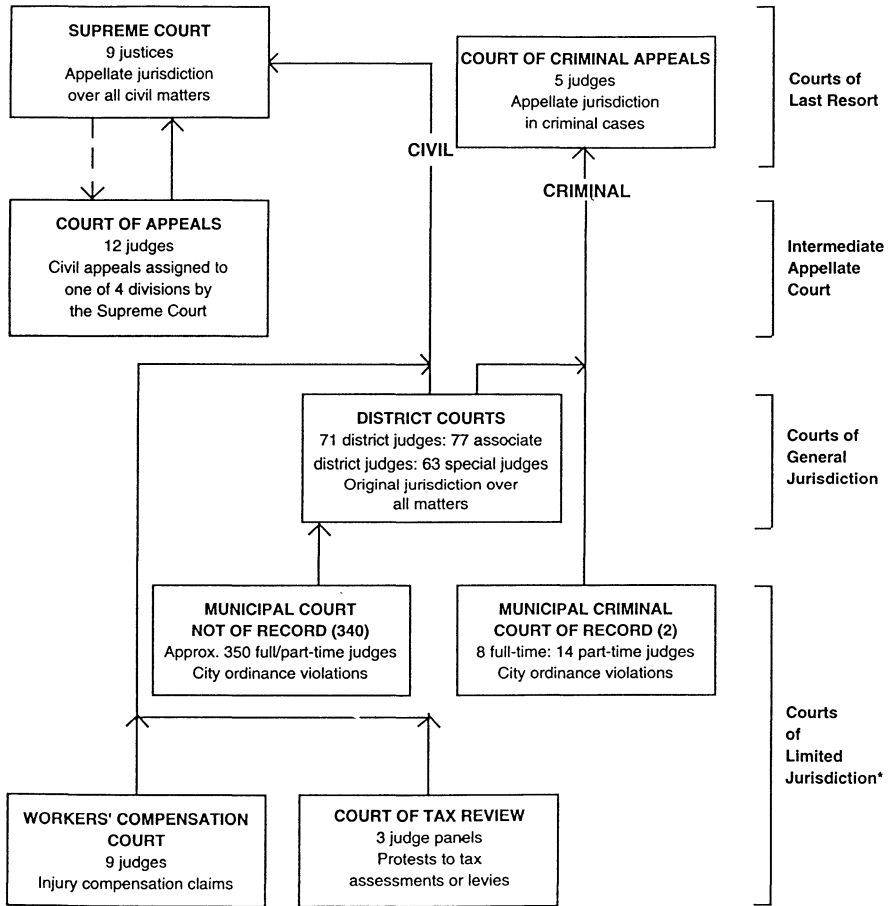 SUPREME COURT
9 justices
Appellate jurisdiction
over all civil matters
COURT OF CRIMINAL APPEALS
5 judges
Appellate jurisdiction
in criminal cases
Courts of
Last Resort
CIVIL
CRIMINAL
COURT OF APPEALS
12 judges
Civil appeals assigned to
one of 4 divisions by
the Supreme Court
Intermediate
Appellate
Court
DISTRICT COURTS
71 district judges: 77 associate
district judges: 63 special judges
Original jurisdiction over
all matters
Courts of
General
Jurisdiction
MUNICIPAL COURT
NOT OF RECORD (340)
Approx. 350 full/part-time judges
City ordinance violations
MUNICIPAL CRIMINAL
COURT OF RECORD (2)
8 full-time: 14 part-time judges
City ordinance violations
Courts
of
Limited
Jurisdiction*
WORKERS' COMPENSATION
COURT
9 judges
Injury compensation claims
COURT OF TAX REVIEW
3 judge panels
Protests to tax
assessments or levies